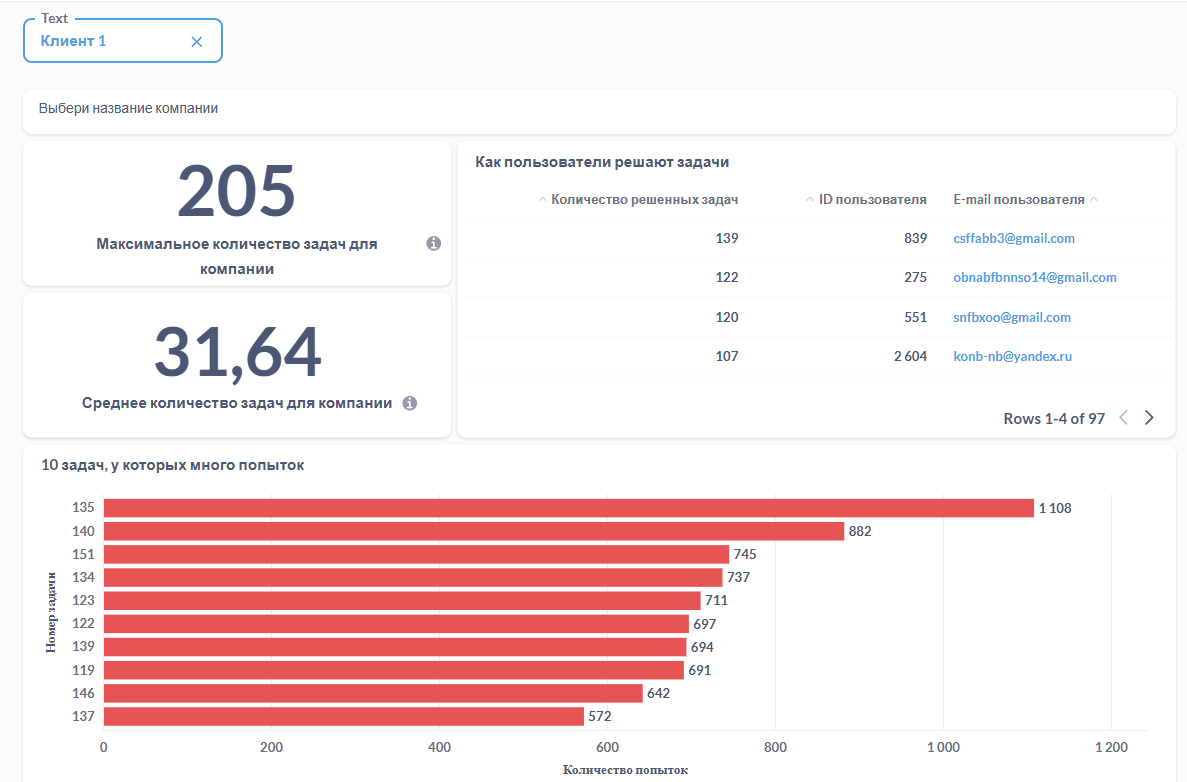 Text
Клиент 1
Выбери название компании
205
Максимальное количество задач для
компании
31,64
Среднее количество задач для компании
Как пользователи решают задачи
Количество решенных задач ID пользователя E-mail пользователя
139 839 csffabb3@gmail.com
122 275 obnabfbnnso14@gmail.com
120 551 snfbxoo@gmail.com
107 2 604 konb-nb@yandex.ru
Rows 1-4 of 97
10 задач, у которых много попыток
Номер задачи
135 1 108
140 882
151 745
134 737
123 711
122 697
139 694
119 691
146 642
137 572
0 200 400 600 800 1 000 1 200
Количество попыток